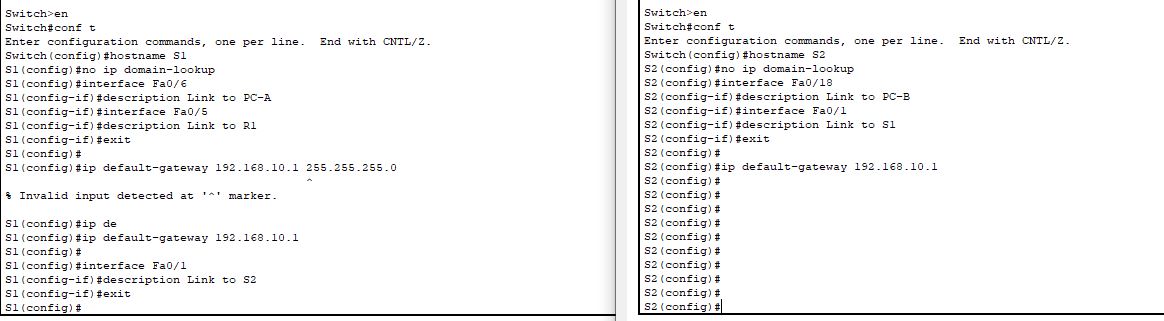 Switch>en
Switch#conf t
Enter configuration commands, one per line.  End with CNTL/Z.
Switch(config)#hostname S1
S1(config)#no ip domain-lookup
S1(config)#interface Fa0/6
S1(config-if)#description Link to PC-A
S1(config-if)#interface Fa0/5
S1(config-if)#description Link to R1
S1(config-if)#exit
S1(config)#
S1(config)#ip default-gateway 192.168.10.1 255.255.255.0
^
% Invalid input detected at '^' marker.
S1(config)#ip de
S1(config)#ip default-gateway 192.168.10.1
S1(config)#
S1(config)#interface Fa0/1
S1(config-if)#description Link to S2
S1(config-if)#exit
S1(config)#
Switch>en
Switch#conf t
Enter configuration commands, one per line.  End with CNTL/Z.
Switch(config)#hostname S2
S2(config)#no ip domain-lookup
S2(config)#interface Fa0/18
S2(config-if)#description Link to PC-B
S2(config-if)#interface Fa0/1
S2(config-if)#description Link to S1
S2(config-if)#exit
S2(config)#
S2(config)#ip default-gateway 192.168.10.1
S2(config)#
S2(config)#
S2(config)#
S2(config)#
S2(config)#
S2(config)#
S2(config)#
S2(config)#
S2(config)#
S2(config)#